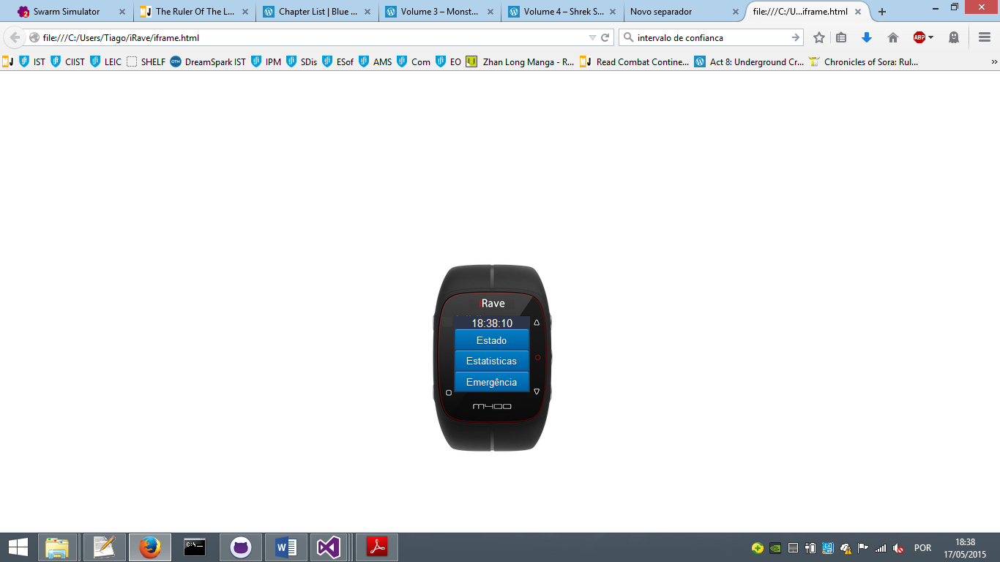 2 Swarm Simulator
The Ruler Of The L...
Chapter List | Blue ...
Volume 3 – Monst...
Volume 4 – Shrek S...
Novo separador
file:///C:/U...iframe.html
file:///C:/Users/Tiago/iRave/iframe.html
intervalo de confianca
ABP
IST
CIIST
LEIC
SHELF
DreamSpark IST
IPM
SDis
ESof
AMS
Com
EO
Zhan Long Manga - R...
Read Combat Contine...
Act 8: Underground Cr...
Chronicles of Sora: Rul...
»
iRave
18:38:10
Estado
Estatisticas
Emergência
M400
POR
18:38
17/05/2015